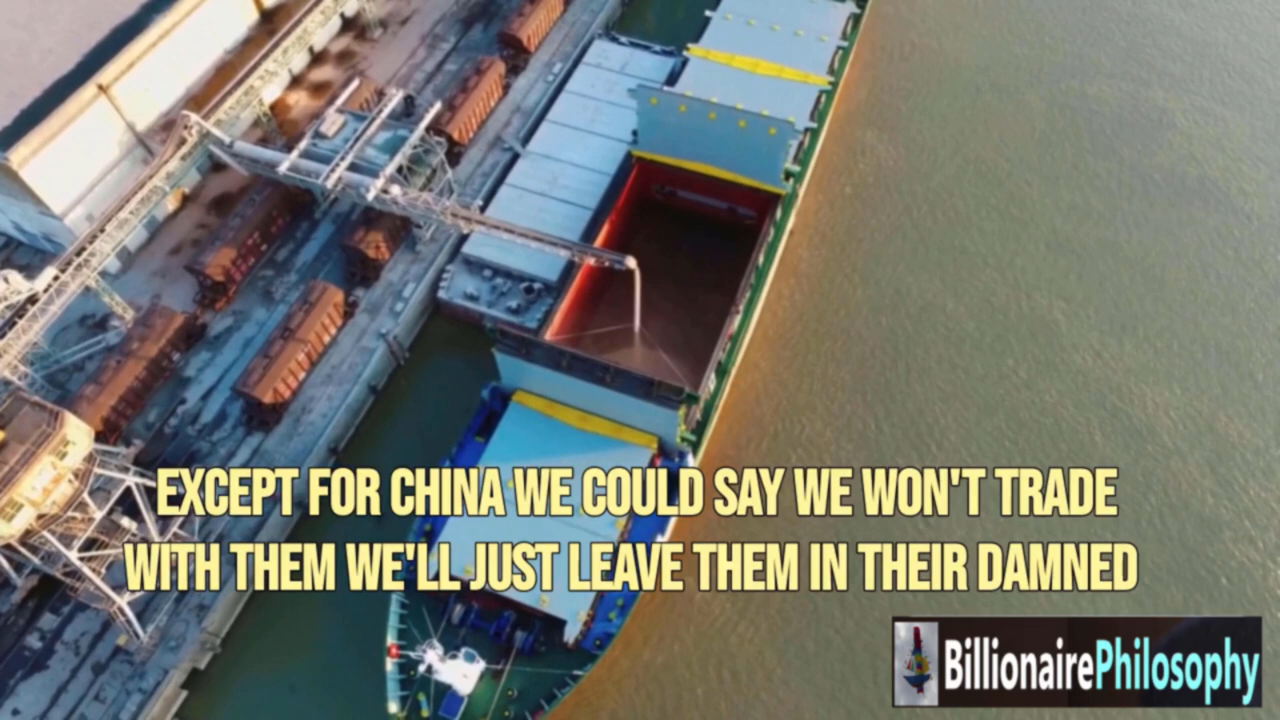 EXCEPT FOR CHINA WE COULD SAY WE WON'T TRADE
WITH THEM WE'LL JUST LEAVE THEM IN THEIR DAMNED
BillionairePhilosophy